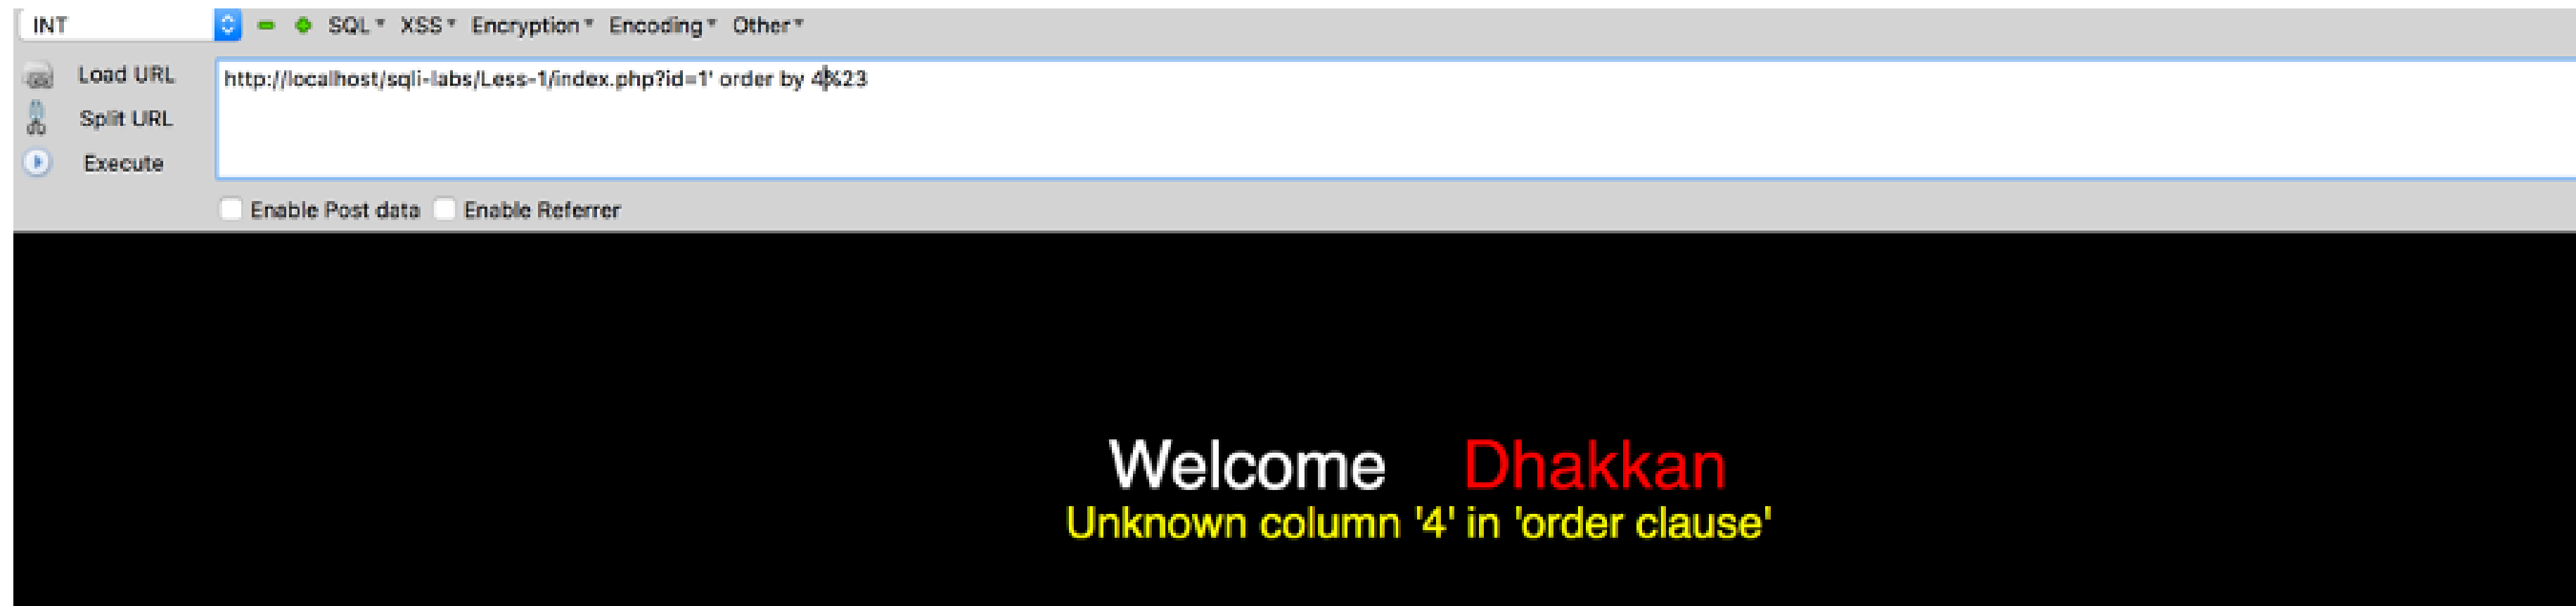 INT SQL XSS Encryption Encoding Other
Load URL http://localhost/sqli-labs/Less-1/index.php?id=1' order by 4%23
Split URL
Execute
Enable Post data Enable Referrer
Welcome Dhakkan
Unknown column '4' in 'order clause'